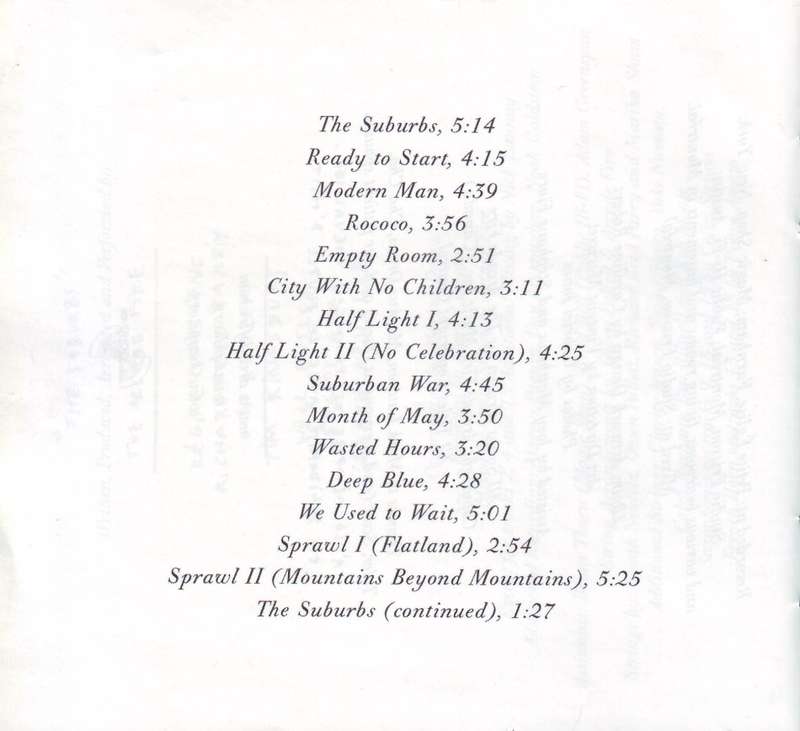 The Suburbs, 5:14
Ready to Start, 4:15
Modern Man, 4:39
Rococo, 3:56
Empty Room, 2:51
City With No Children, 3:11
Half Light I, 4:13
Half Light II (No Celebration), 4:25
Suburban War, 4:45
Month of May, 3:50
Wasted Hours, 3:20
Deep Blue, 4:28
We Used to Wait, 5:01
Sprawl I (Flatland), 2:54
Sprawl II (Mountains Beyond Mountains), 5:25
The Suburbs (continued), 1:27